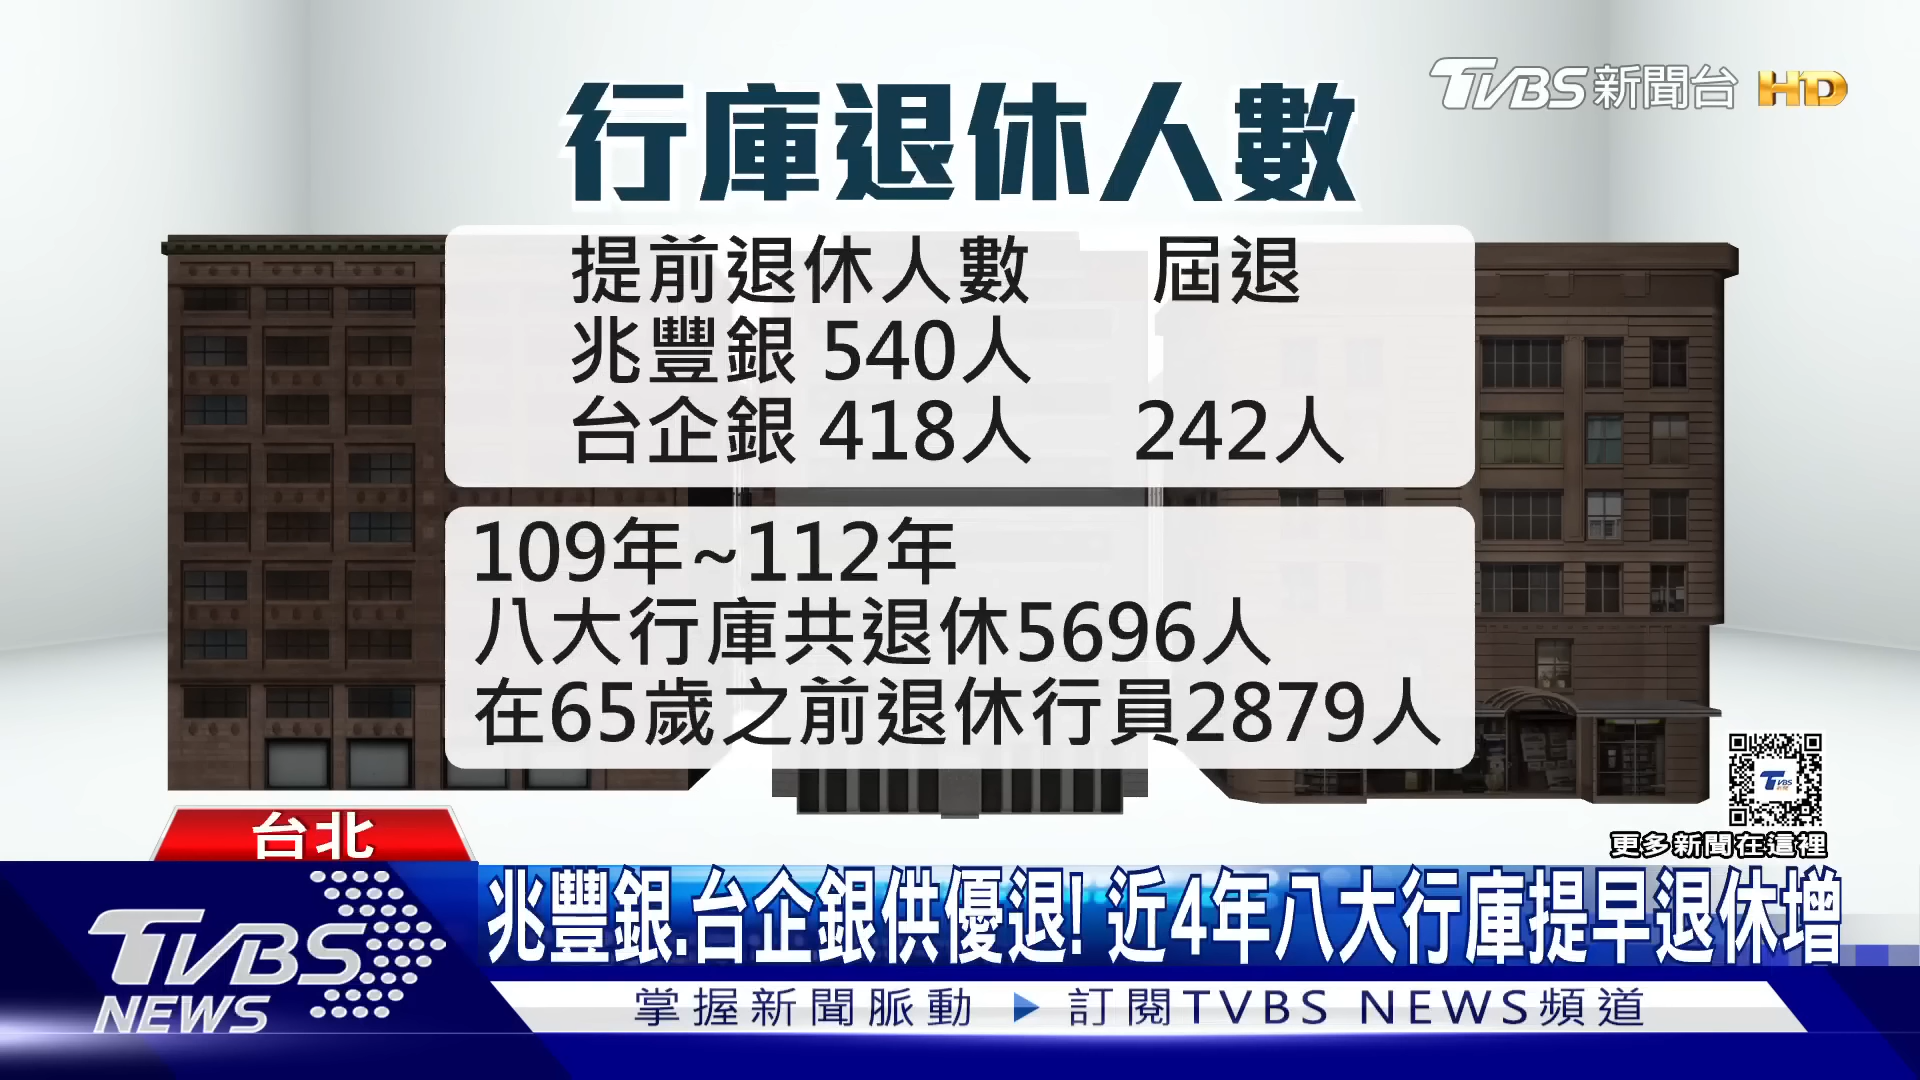 TVBS新聞台 HD
行庫退休人數
提前退休人數 屆退
兆豐銀 540人
台企銀 418人 242人
109年~112年
八大行庫共退休5696人
在65歲之前退休行員2879人
TVBS
更多新聞在這裡
台北
兆豐銀.台企銀供優退! 近4年八大行庫提早退休增
TVBS
NEWS
掌握新聞脈動 ▶ 訂閱TVBS NEWS頻道